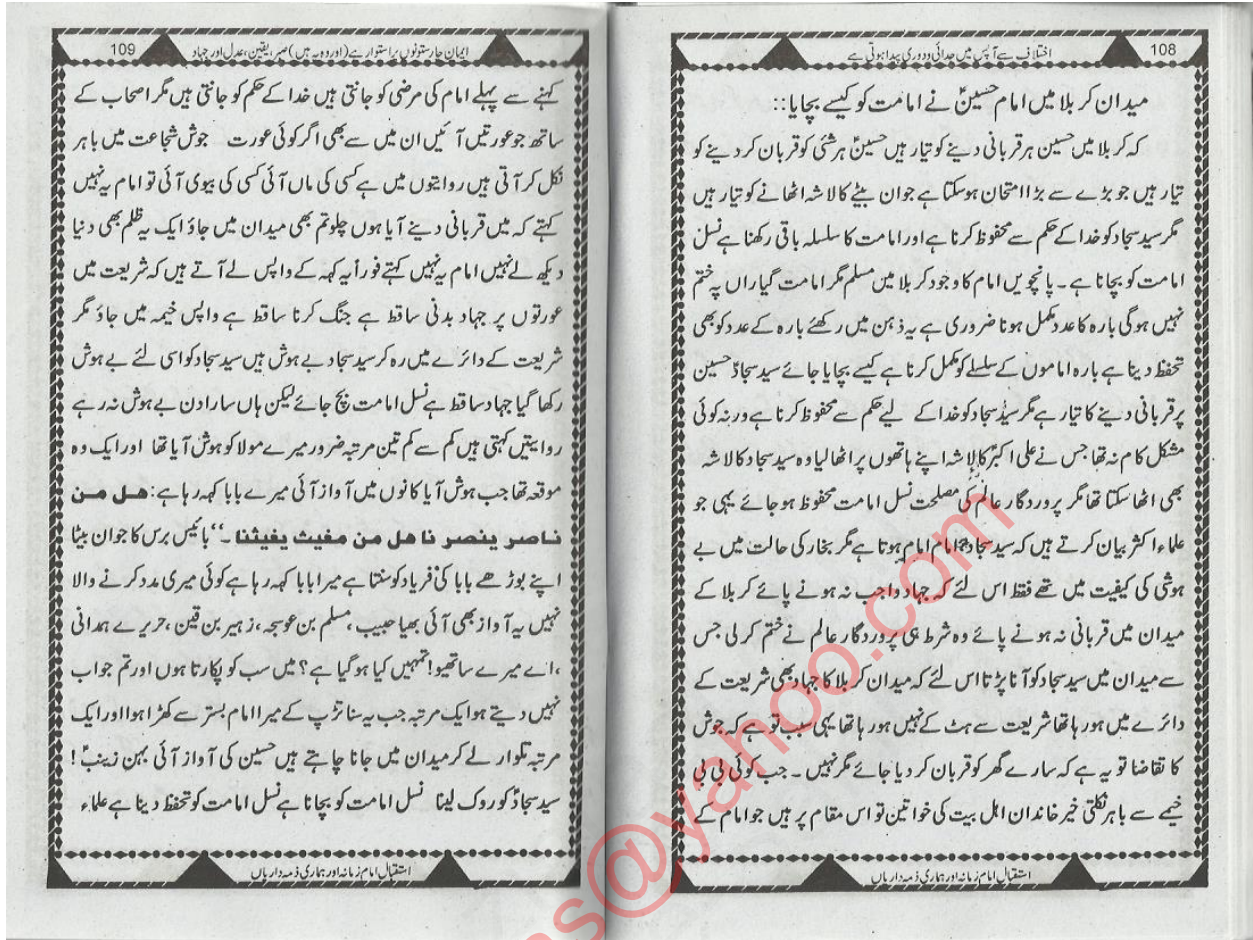 108
اختلاف سے آپس میں جدائی و دوری پیدا ہوتی ہے
میدان کربلا میں امام حسینؑ نے امامت کو کیسے بچایا::
کہ کربلا میں حسین ہر قربانی دینے کو تیار ہیں حسینؑ ہر شئی کو قربان کر دینے کو
تیار ہیں جو بڑے سے بڑا امتحان ہوسکتا ہے جوان بیٹے کا لاشہ اٹھانے کو تیار ہیں
مگر سید سجاد کو خدا کے حکم سے محفوظ کرنا ہے اور امامت کا سلسلہ باقی رکھنا ہے نسل
امامت کو بچانا ہے۔ پانچویں امام کا وجود کربلا میں مسلم مگر امامت گیاراں پہ ختم
نہیں ہوگی بارہ کا عدد مکمل ہونا ضروری ہے یہ ذہن میں رکھئے بارہ کے عدد کو بھی
تحفظ دینا ہے بارہ اماموں کے سلسلے کو مکمل کرنا ہے کیسے بچایا جائے سید سجادؑ حسین
پر قربانی دینے کا تیار ہے مگر سیدؑ سجاد کو خدا کے لیے حکم سے محفوظ کرنا ہے ورنہ کوئی
مشکل کام نہ تھا جس نے علی اکبرؑ کا لاشہ اپنے ہاتھوں پر اٹھا لیا وہ سید سجاد کا لاشہ
بھی اٹھا سکتا تھا مگر پروردگار عالم کی مصلحت نسل امامت محفوظ ہو جائے یہی جو
علماء اکثر بیان کرتے ہیں کہ سید سجاد امام ہوتا ہے مگر بخار کی حالت میں بے
ہوشی کی کیفیت میں تھے فقط اس لئے کہ جہاد واجب نہ ہونے پائے کربلا کے
میدان میں قربانی نہ ہونے پائے وہ شرط ہی پروردگار عالم نے ختم کر لی جس
سے میدان میں سید سجاد کو آنا پڑتا اس لئے کہ میدان کربلا کا جہاد بھی شریعت کے
دائرے میں ہو رہا تھا شریعت سے ہٹ کے نہیں ہو رہا تھا یہی سبب تو ہے کہ جوش
کا تقاضا تو یہ ہے کہ سارے گھر کو قربان کر دیا جائے مگر نہیں۔ جب کوئی بی بی
خیمے سے باہر نکلتی خیر خاندان اہل بیت کی خواتین تو اس مقام پر ہیں جو امام کے
استقبال امام زمانہ اور ہماری ذمہ داریاں
109
ایمان چار ستونوں پر استوار ہے (اور وہ یہ ہیں) صبر، یقین، عدل اور جہاد
کہنے سے پہلے امام کی مرضی کو جانتی ہیں خدا کے حکم کو جانتی ہیں مگر اصحاب کے
ساتھ جو عورتیں آئیں ان میں سے بھی اگر کوئی عورت جوش شجاعت میں باہر
نکل کر آتی ہیں روایتوں میں ہے کسی کی ماں آئی کسی کی بیوی آئی تو امام یہ نہیں
کہتے کہ میں قربانی دینے آیا ہوں چلو تم بھی میدان میں جاؤ ایک یہ ظلم بھی دنیا
دیکھ لے نہیں امام یہ نہیں کہتے فوراً یہ کہہ کے واپس لے آتے ہیں کہ شریعت میں
عورتوں پر جہاد بدنی ساقط ہے جنگ کرنا ساقط ہے واپس خیمہ میں جاؤ مگر
شریعت کے دائرے میں رہ کر سید سجاد بے ہوش ہیں سید سجاد کو اسی لئے بے ہوش
رکھا گیا جہاد ساقط ہے نسل امامت بچ جائے لیکن ہاں سارا دن بے ہوش نہ رہے
روایتیں کہتی ہیں کم سے کم تین مرتبہ ضرور میرے مولا کو ہوش آیا تھا اور ایک وہ
موقعہ تھا جب ہوش آیا کانوں میں آواز آئی میرے بابا کہہ رہا ہے: هل من
ناصر ینصر نا هل من مغیث یغیثنا۔‘‘ بائیس برس کا جوان بیٹا
اپنے بوڑھے بابا کی فریاد کو سنتا ہے میرا بابا کہہ رہا ہے کوئی میری مدد کرنے والا
نہیں یہ آواز بھی آئی بھیا حبیب، مسلم بن عوسجہ، زہیر بن قین، حریرے ہمدانی
،اے میرے ساتھیو! تمہیں کیا ہو گیا ہے؟ میں سب کو پکارتا ہوں اور تم جواب
نہیں دیتے ہو ایک مرتبہ جب یہ سنا تڑپ کے میرا امام بستر سے کھڑا ہوا اور ایک
مرتبہ تلوار لے کر میدان میں جانا چاہتے ہیں حسین کی آواز آئی بہن زینبؑ!
سید سجادؑ کو روک لینا نسل امامت کو بچانا ہے نسل امامت کو تحفظ دینا ہے علماء
استقبال امام زمانہ اور ہماری ذمہ داریاں
as@yahoo.com